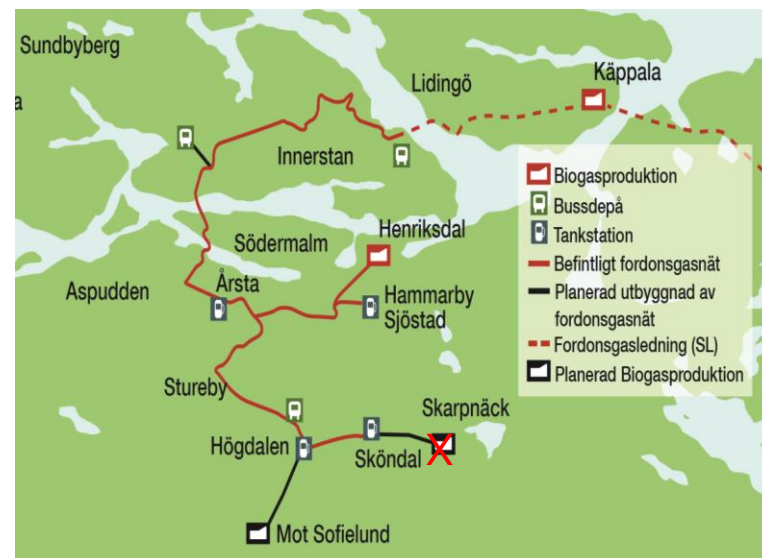 Sundbyberg
a
Lidingö
Käppala
Innerstan
Södermalm
Henriksdal
Årsta
Aspudden
Hammarby
Sjöstad
Stureby
Skarpnäck
Högdalen
Sköndal
X
Mot Sofielund
Biogasproduktion
Bussdepå
Tankstation
Befintligt fordonsgasnät
Planerad utbyggnad av
fordonsgasnät
Fordonsgasledning (SL)
Planerad Biogasproduktion